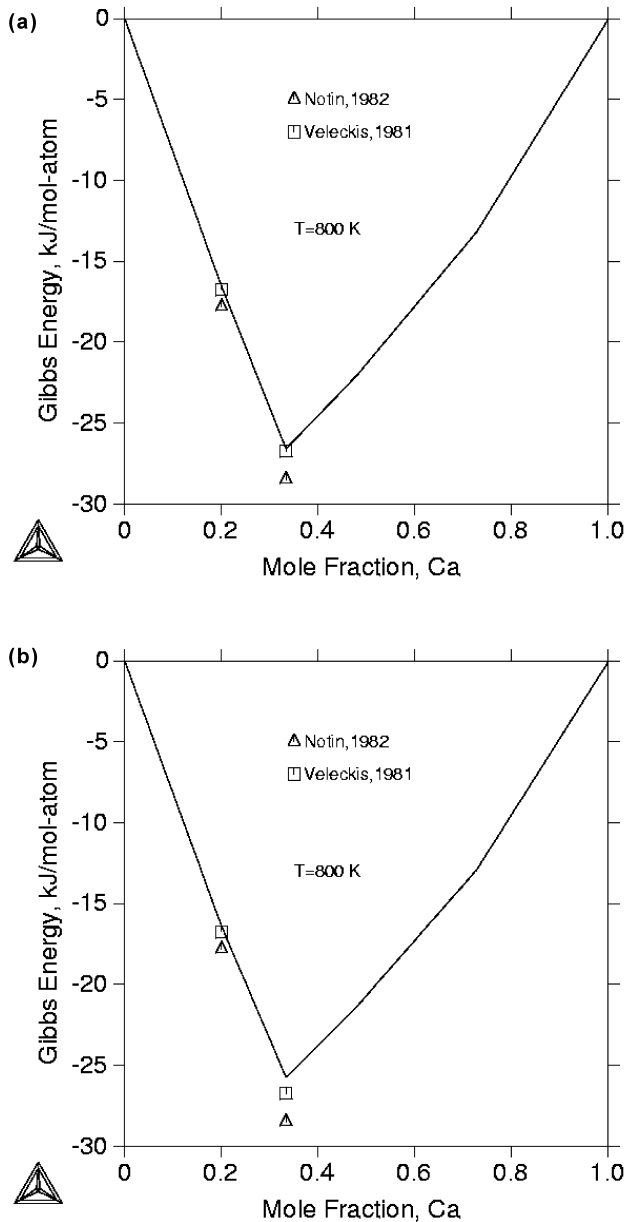 (a)
Gibbs Energy, kJ/mol-atom
0
-5
-10
-15
-20
-25
-30
Notin,1982
Veleckis,1981
T=800 K
0 0.2 0.4 0.6 0.8 1.0
Mole Fraction, Ca
(b)
Gibbs Energy, kJ/mol-atom
0
-5
-10
-15
-20
-25
-30
Notin,1982
Veleckis,1981
T=800 K
0 0.2 0.4 0.6 0.8 1.0
Mole Fraction, Ca